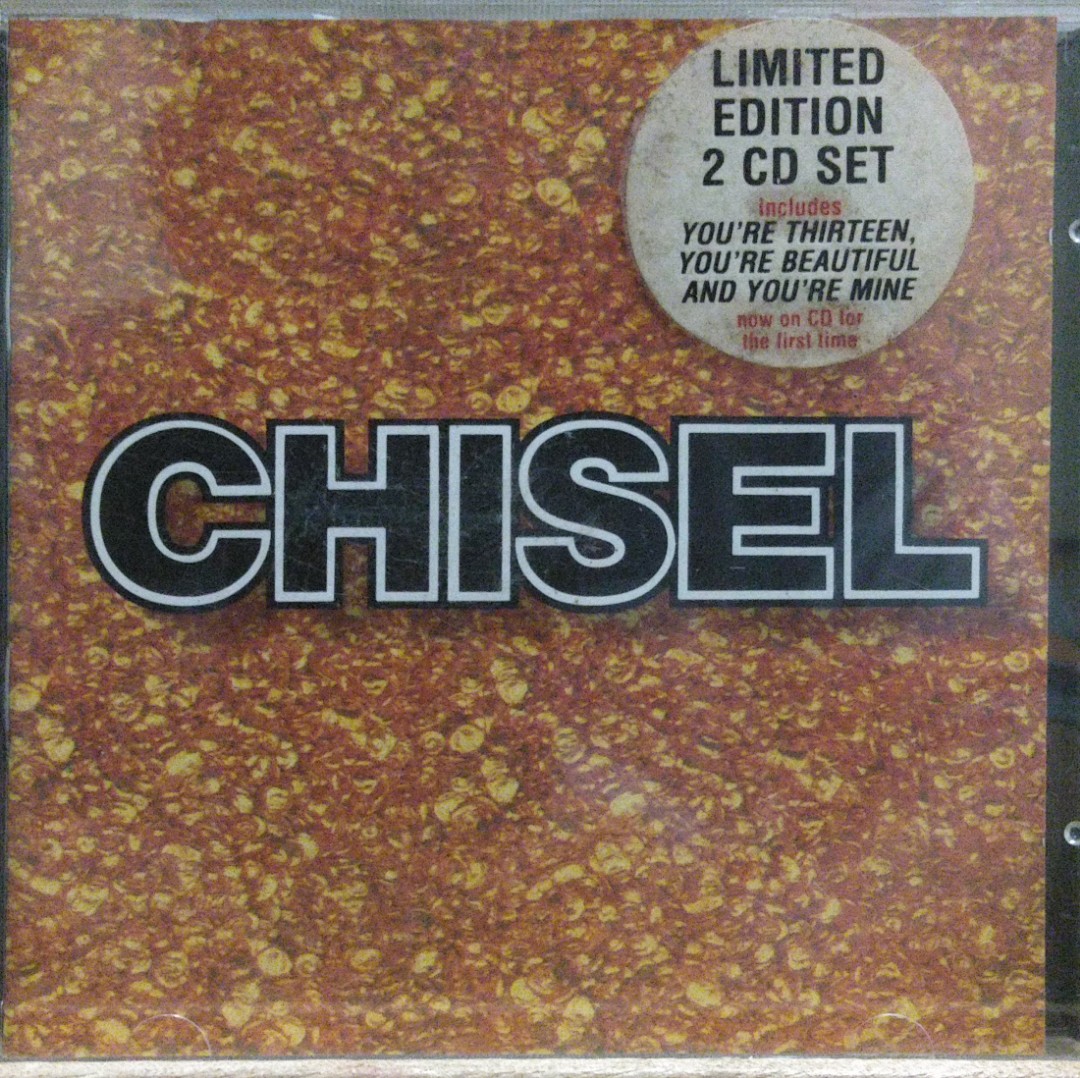 LIMITED
EDITION
2 CD SET
includes
YOU'RE THIRTEEN,
YOU'RE BEAUTIFUL
AND YOU'RE MINE
now on CD for
the first time
CHISEL